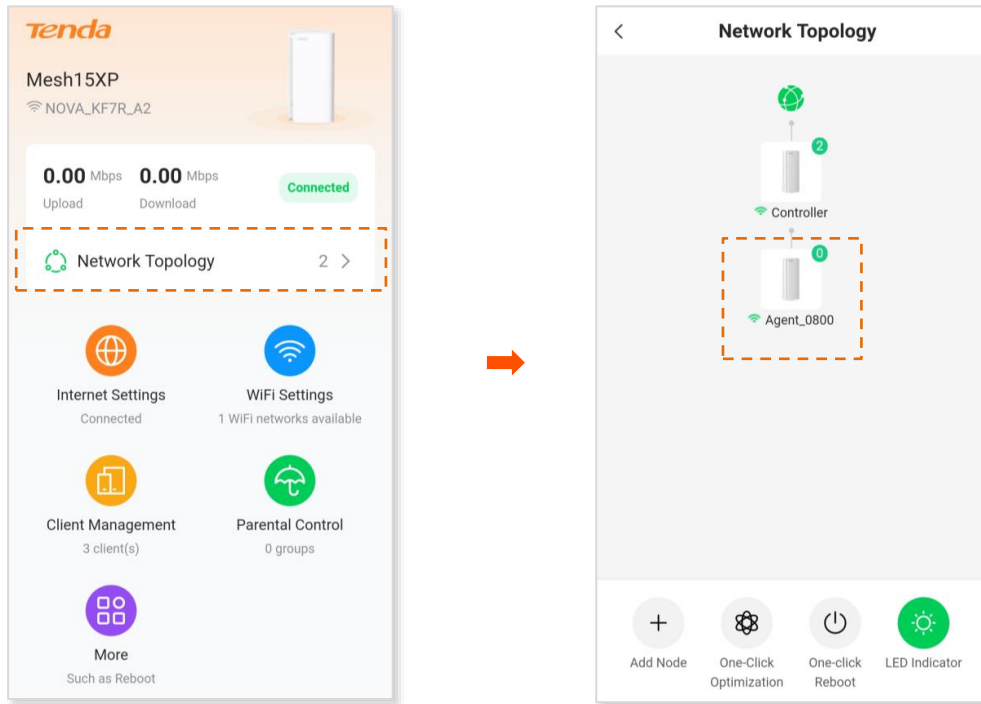 Tenda
Mesh15XP
NOVA_KF7R_A2
0.00 Mbps 0.00 Mbps
Upload Download
Connected
Network Topology 2
Internet Settings
Connected
WiFi Settings
1 WiFi networks available
Client Management
3 client(s)
Parental Control
0 groups
More
Such as Reboot
Network Topology
2
Controller
0
Agent_0800
Add Node
One-Click
Optimization
One-click
Reboot
LED Indicator